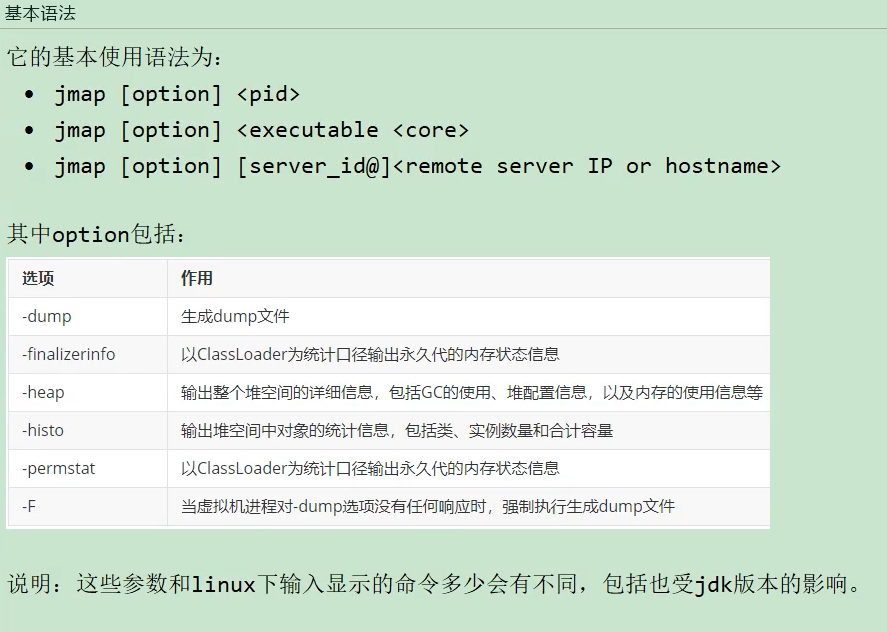 基本语法
它的基本使用语法为：
• jmap [option] <pid>
• jmap [option] <executable <core>
• jmap [option] [server_id@]<remote server IP or hostname>
其中option包括：
选项 作用
-dump 生成dump文件
-finalizerinfo 以ClassLoader为统计口径输出永久代的内存状态信息
-heap 输出整个堆空间的详细信息，包括GC的使用、堆配置信息，以及内存的使用信息等
-histo 输出堆空间中对象的统计信息，包括类、实例数量和合计容量
-permstat 以ClassLoader为统计口径输出永久代的内存状态信息
-F 当虚拟机进程对-dump选项没有任何响应时，强制执行生成dump文件
说明：这些参数和linux下输入显示的命令多少会有不同，包括也受jdk版本的影响。